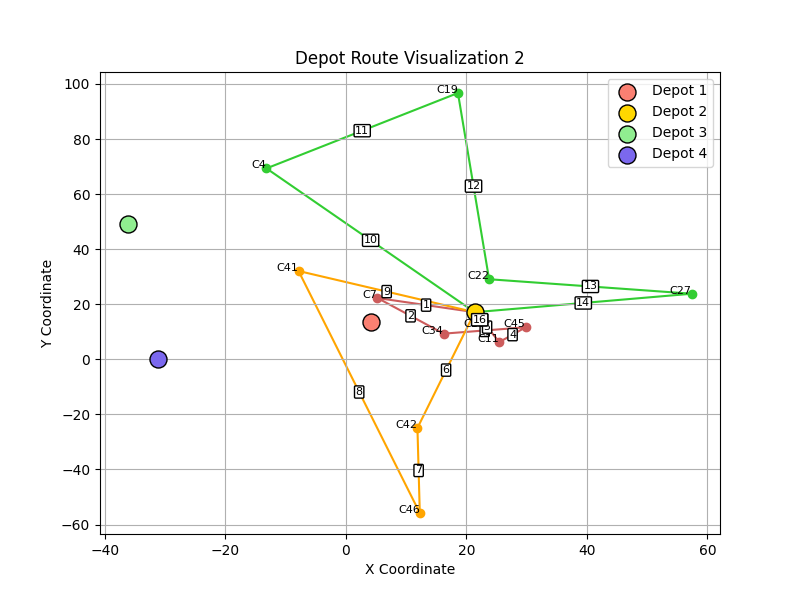 Depot Route Visualization 2
Depot 1
Depot 2
Depot 3
Depot 4
100
80
60
40
20
0
−20
−40
−60
−40
−20
0
20
40
60
Y Coordinate
X Coordinate
C19
11
C4
12
10
C41
C22
13
C27
9
C7
1
14
2
16
C34
C45
4
C11
6
8
C42
7
C46